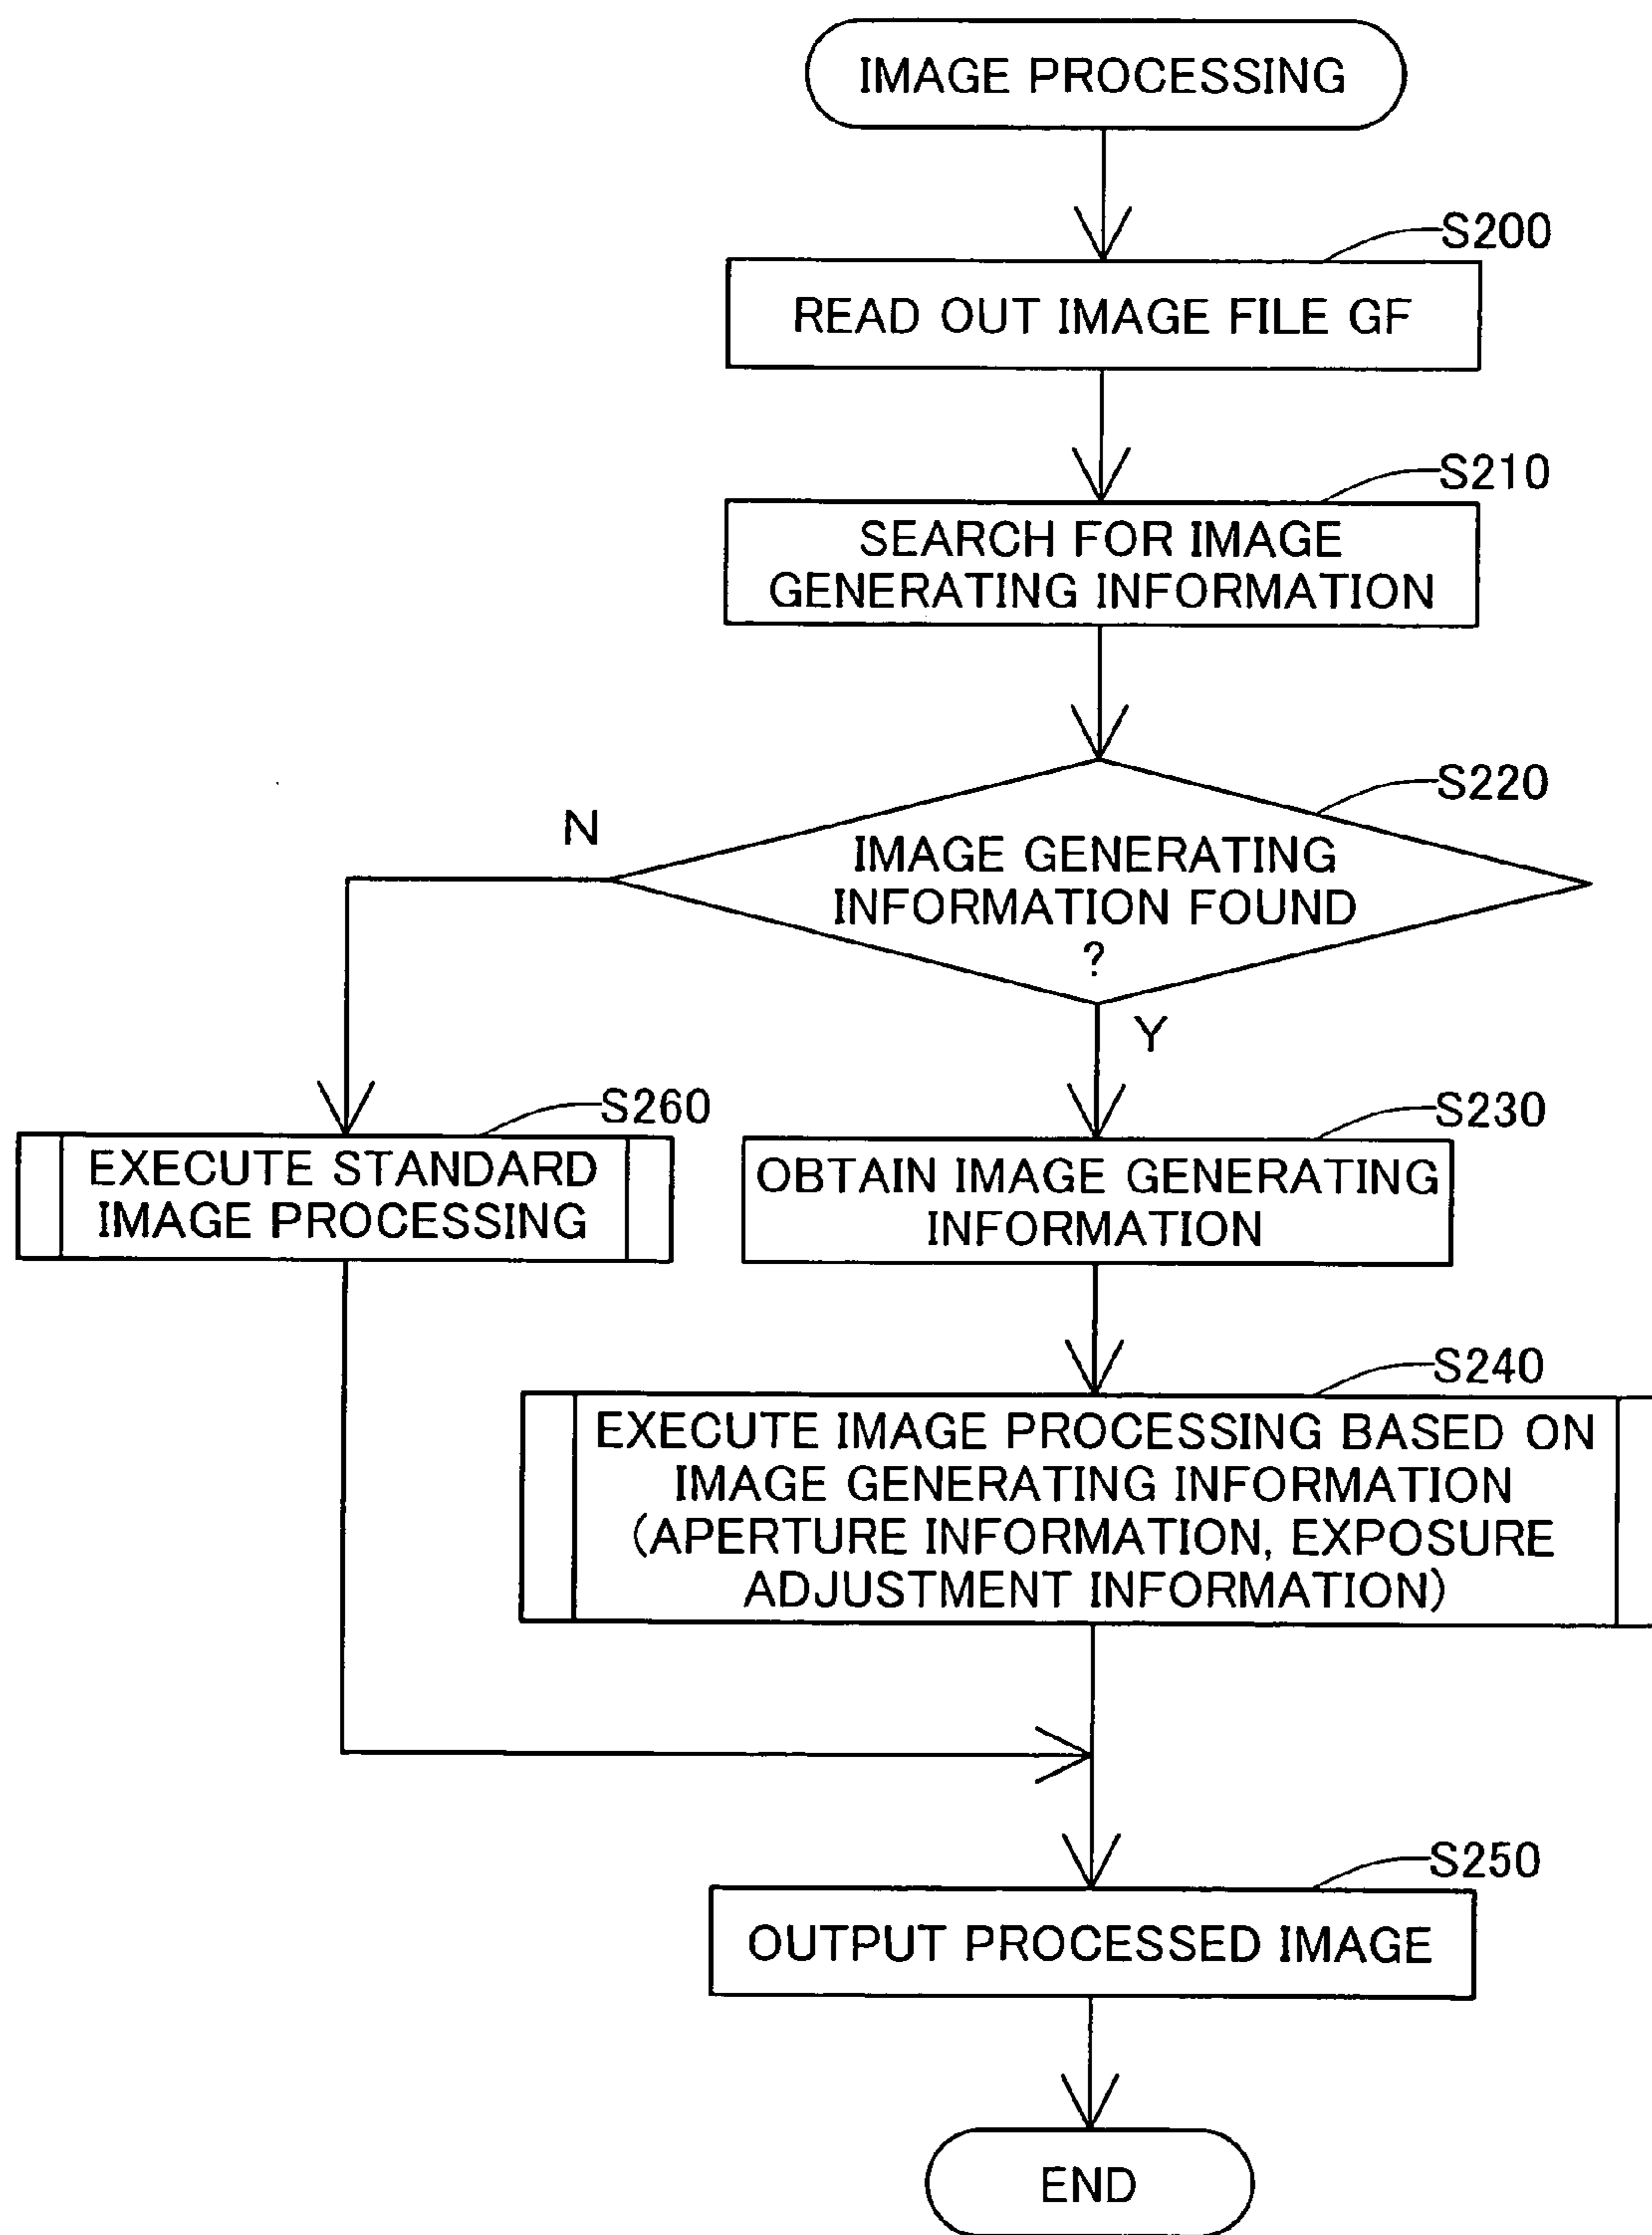 IMAGE PROCESSING
S200
READ OUT IMAGE FILE GF
S210
SEARCH FOR IMAGE
GENERATING INFORMATION
S220
N
IMAGE GENERATING
INFORMATION FOUND
?
Y
S260
EXECUTE STANDARD
IMAGE PROCESSING
S230
OBTAIN IMAGE GENERATING
INFORMATION
S240
EXECUTE IMAGE PROCESSING BASED ON
IMAGE GENERATING INFORMATION
(APERTURE INFORMATION, EXPOSURE
ADJUSTMENT INFORMATION)
S250
OUTPUT PROCESSED IMAGE
END